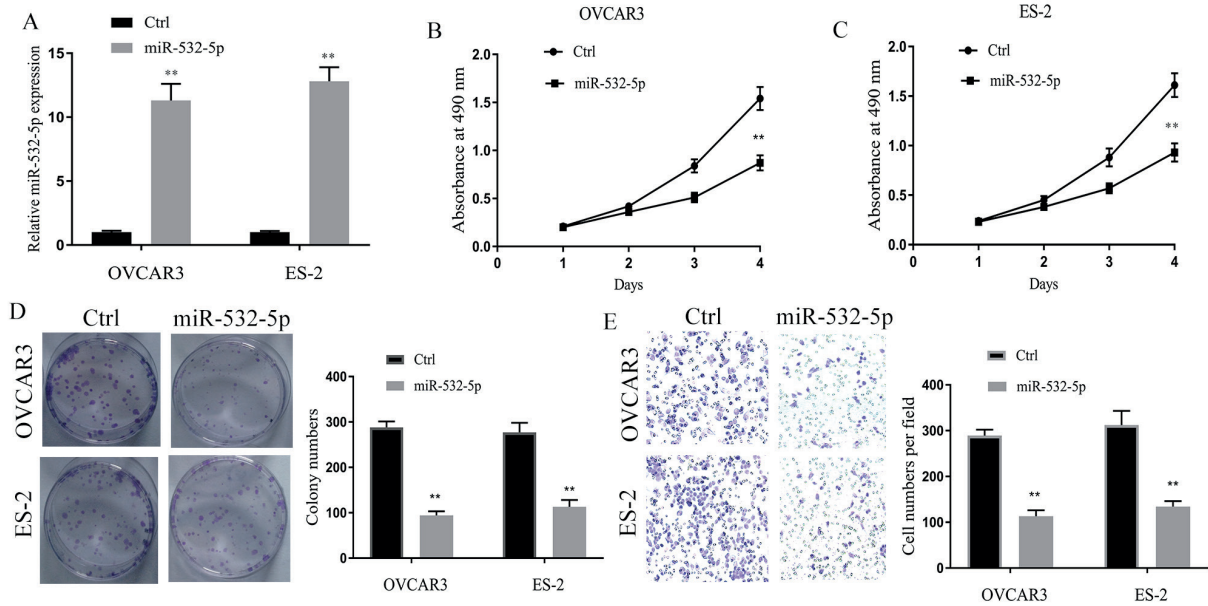 A
Ctrl
miR-532-5p
Relative miR-532-5p expression
15
10
5
0
**
**
OVCAR3
ES-2
B
OVCAR3
Ctrl
miR-532-5p
Absorbance at 490 nm
2.0
1.5
1.0
0.5
0.0
**
0 1 2 3 4
Days
C
ES-2
Ctrl
miR-532-5p
Absorbance at 490 nm
2.0
1.5
1.0
0.5
0.0
**
0 1 2 3 4
Days
D
Ctrl
miR-532-5p
OVCAR3
ES-2
Ctrl
miR-532-5p
Colony numbers
400
300
200
100
0
**
**
OVCAR3
ES-2
E
Ctrl
miR-532-5p
OVCAR3
ES-2
Ctrl
miR-532-5p
Cell numbers per field
400
300
200
100
0
**
**
OVCAR3
ES-2